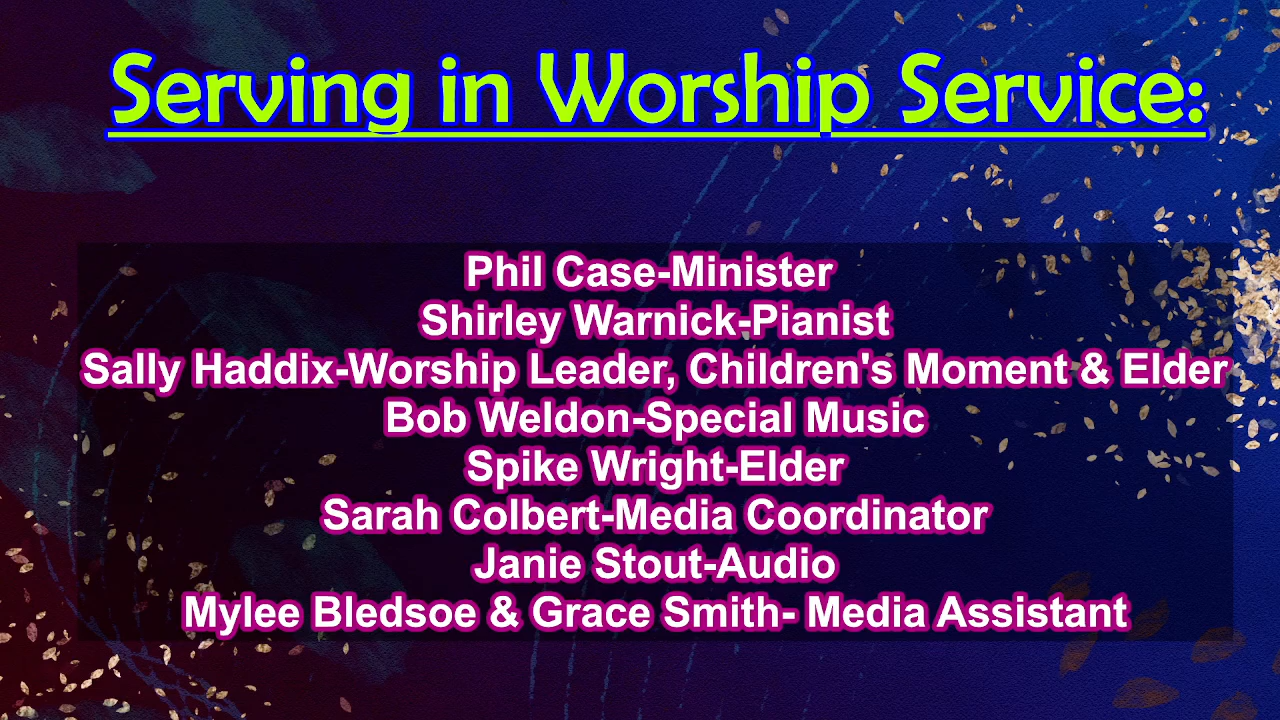 Serving in Worship Service:
Phil Case-Minister
Shirley Warnick-Pianist
Sally Haddix-Worship Leader, Children's Moment & Elder
Bob Weldon-Special Music
Spike Wright-Elder
Sarah Colbert-Media Coordinator
Janie Stout-Audio
Mylee Bledsoe & Grace Smith- Media Assistant